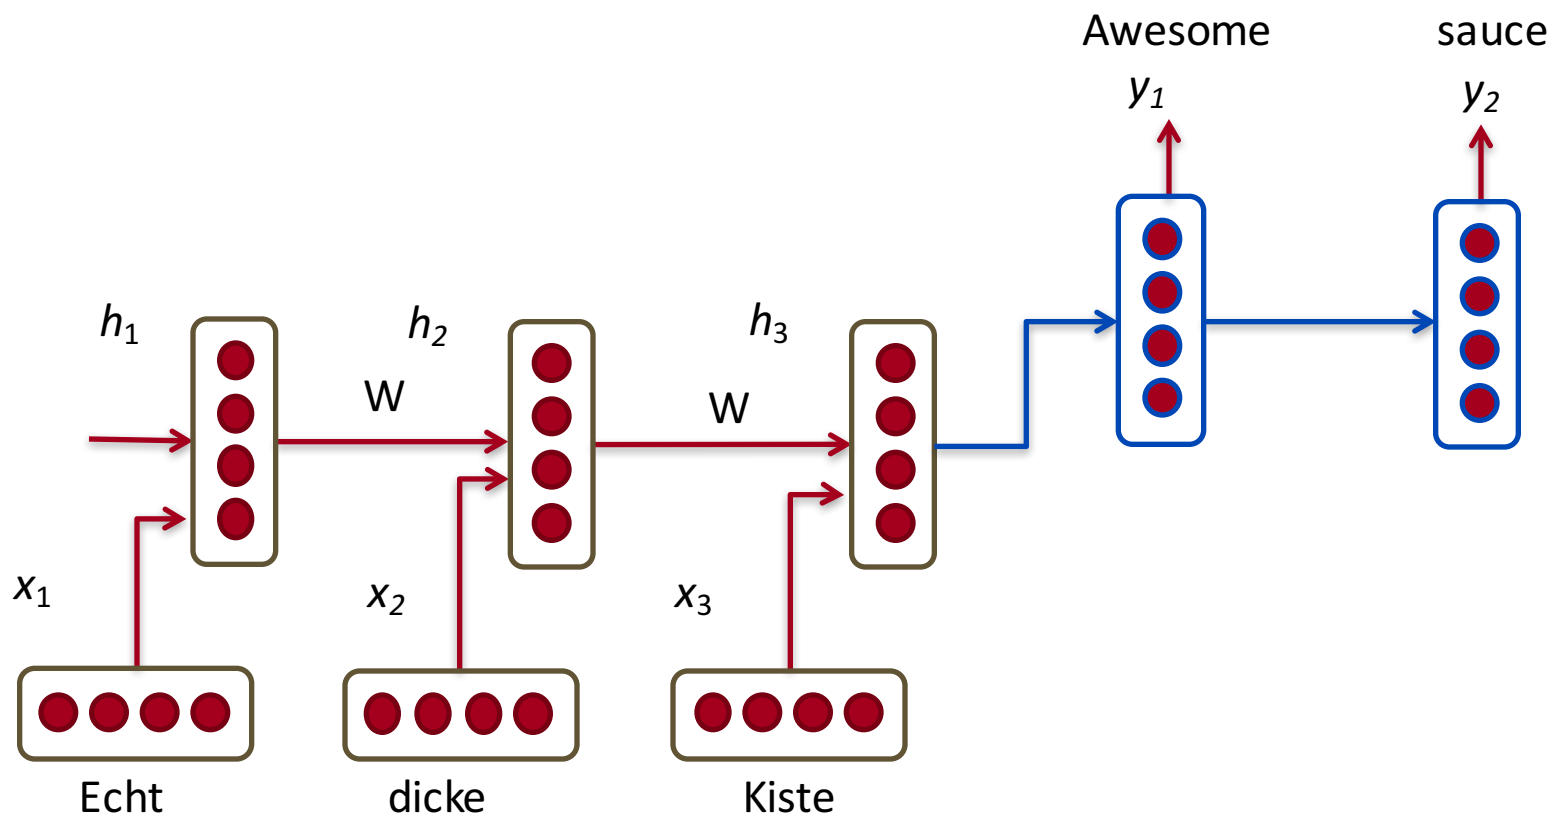 Awesome sauce
y1 y2
h1 h2 h3
W W
x1 x2 x3
Echt dicke Kiste